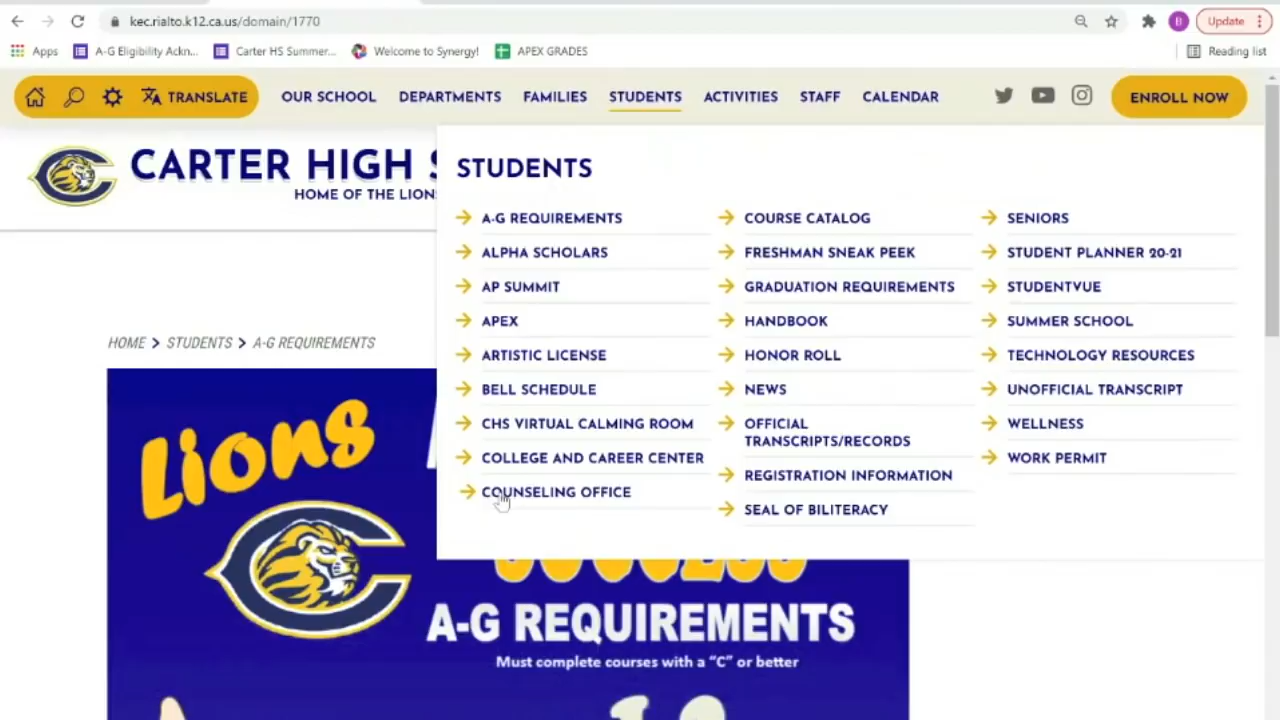 kec.rialto.k12.ca.us/domain/1770
B
Update
Apps
A-G Eligibility Ackn...
Carter HS Summer...
Welcome to Synergy!
APEX GRADES
Reading list
TRANSLATE
OUR SCHOOL
DEPARTMENTS
FAMILIES
STUDENTS
ACTIVITIES
STAFF
CALENDAR
ENROLL NOW
CARTER HIGH
HOME OF THE LIONS
STUDENTS
A-G REQUIREMENTS
ALPHA SCHOLARS
AP SUMMIT
APEX
ARTISTIC LICENSE
BELL SCHEDULE
CHS VIRTUAL CALMING ROOM
COLLEGE AND CAREER CENTER
COUNSELING OFFICE
COURSE CATALOG
FRESHMAN SNEAK PEEK
GRADUATION REQUIREMENTS
HANDBOOK
HONOR ROLL
NEWS
OFFICIAL
TRANSCRIPTS/RECORDS
REGISTRATION INFORMATION
SEAL OF BILITERACY
SENIORS
STUDENT PLANNER 20-21
STUDENTVUE
SUMMER SCHOOL
TECHNOLOGY RESOURCES
UNOFFICIAL TRANSCRIPT
WELLNESS
WORK PERMIT
HOME > STUDENTS > A-G REQUIREMENTS
Lions
A-G REQUIREMENTS
Must complete courses with a “C” or better